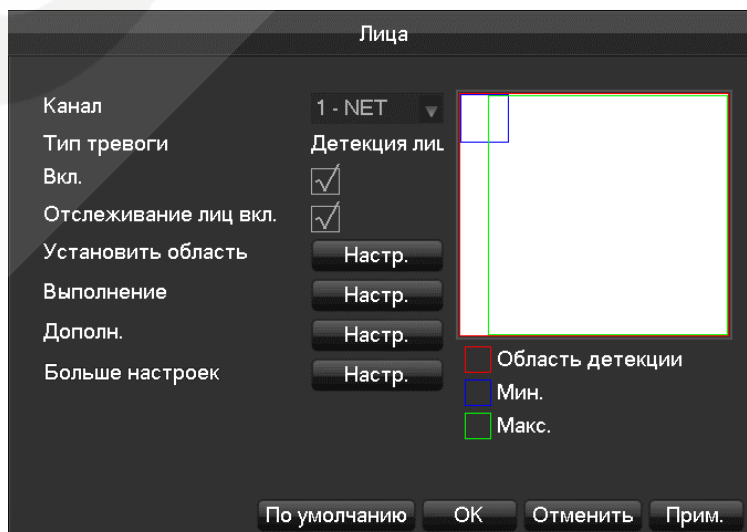 Лица
Канал
1 - NET
Тип тревоги
Детекция лиц
Вкл.
Отслеживание лиц вкл.
Установить область
Настр.
Выполнение
Настр.
Дополн.
Настр.
Больше настроек
Настр.
Область детекции
Мин.
Макс.
По умолчанию
OK
Отменить
Прим.